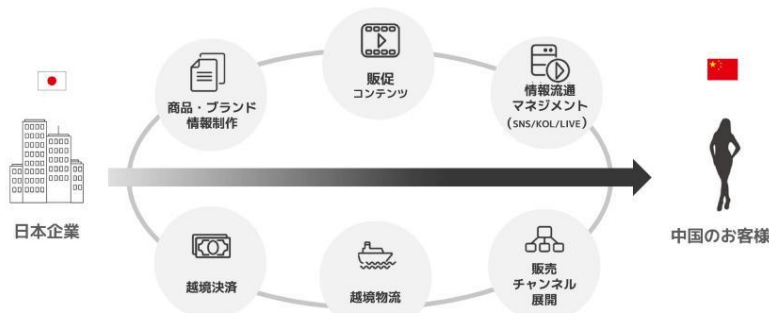 販促
コンテンツ
商品・ブランド
情報制作
情報流通
マネジメント
(SNS/KOL/LIVE)
日本企業
中国のお客様
越境決済
越境物流
販売
チャンネル
展開